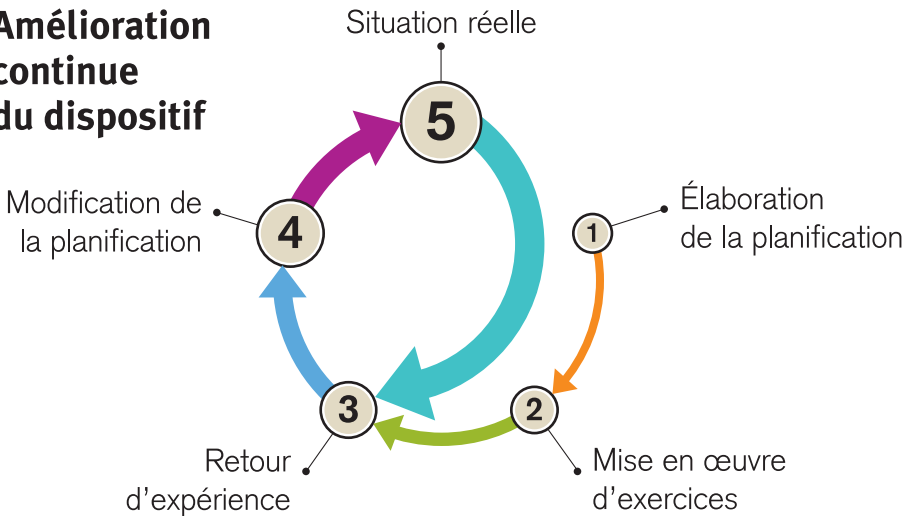 Amélioration
continue
du dispositif
Situation réelle
5
Modification de
la planification
4
1
Élaboration
de la planification
3
2
Retour
d'expérience
Mise en œuvre
d'exercices